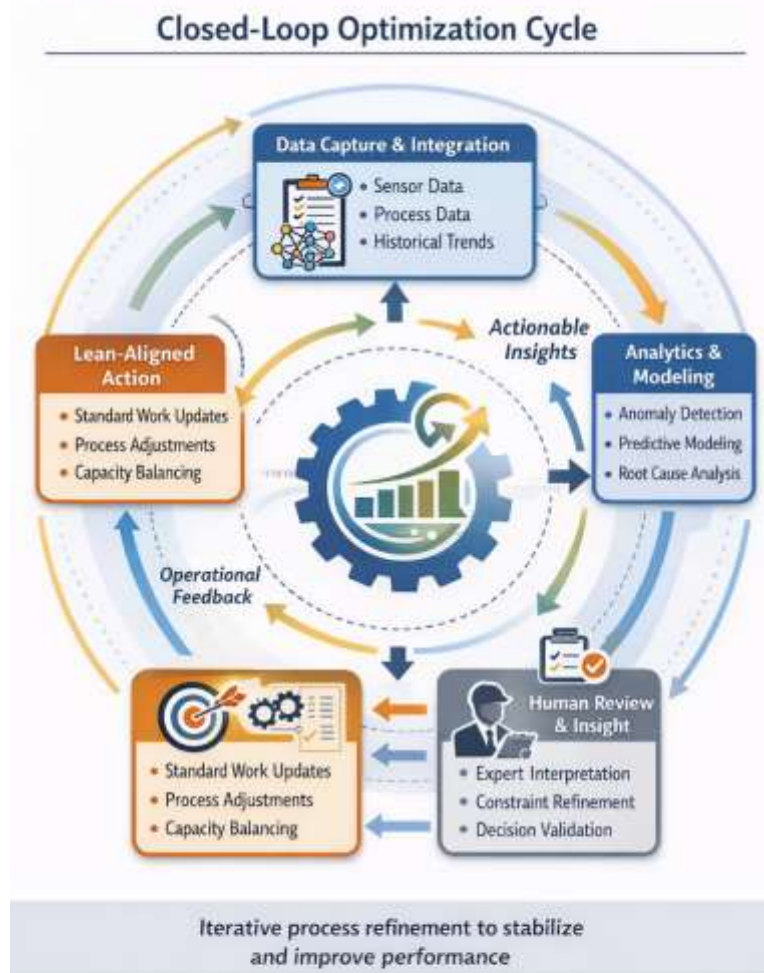 Closed-Loop Optimization Cycle
Data Capture & Integration
• Sensor Data
• Process Data
• Historical Trends
Actionable
Insights
Lean-Aligned
Action
• Standard Work Updates
• Process Adjustments
• Capacity Balancing
Analytics &
Modeling
• Anomaly Detection
• Predictive Modeling
• Root Cause Analysis
Operational
Feedback
• Standard Work Updates
• Process Adjustments
• Capacity Balancing
Human Review
& Insight
• Expert Interpretation
• Constraint Refinement
• Decision Validation
Iterative process refinement to stabilize
and improve performance